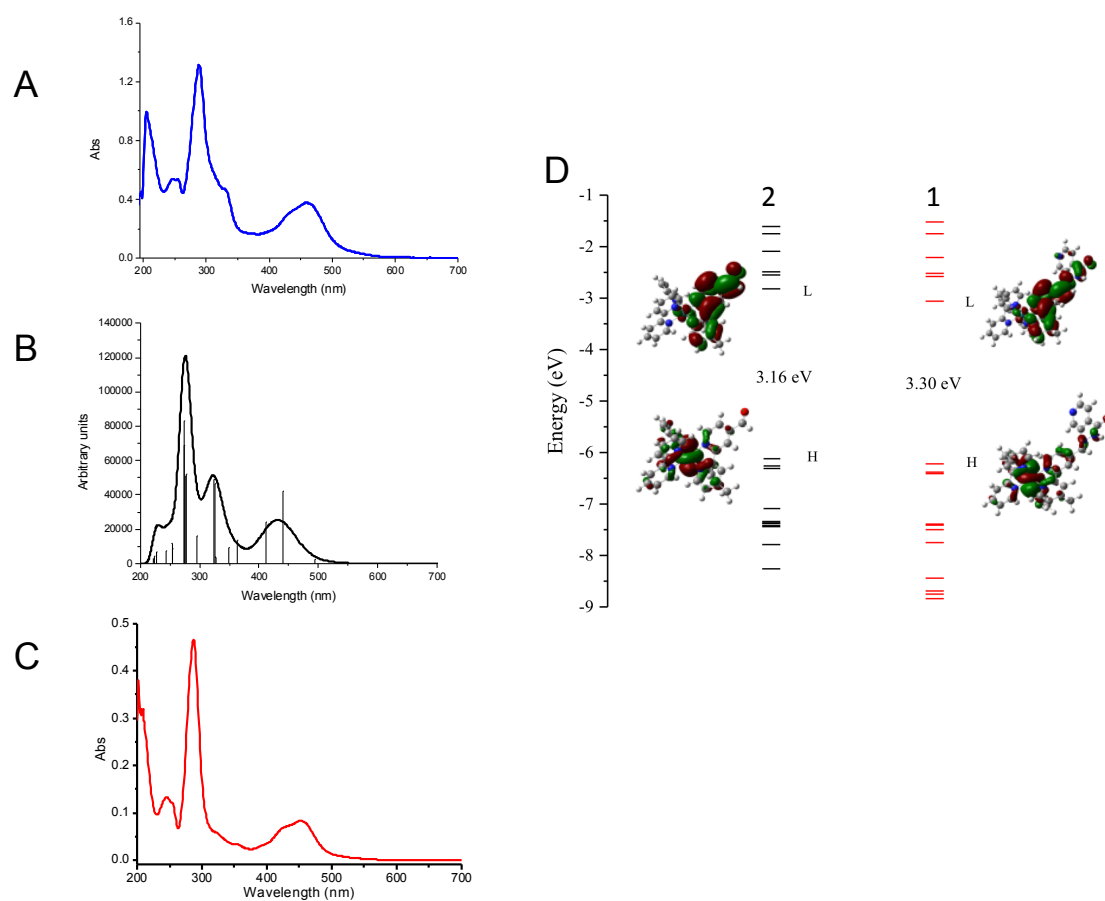 A
1.6
1.2
0.8
0.4
0.0
Abs
200 300 400 500 600 700
Wavelength (nm)
B
140000
120000
100000
80000
60000
40000
20000
0
Arbitrary units
200 300 400 500 600 700
Wavelength (nm)
C
0.5
0.4
0.3
0.2
0.1
0.0
Abs
200 300 400 500 600 700
Wavelength (nm)
D
2 1
-1
-2
-3
-4
-5
-6
-7
-8
-9
Energy (eV)
L L
3.16 eV 3.30 eV
H H